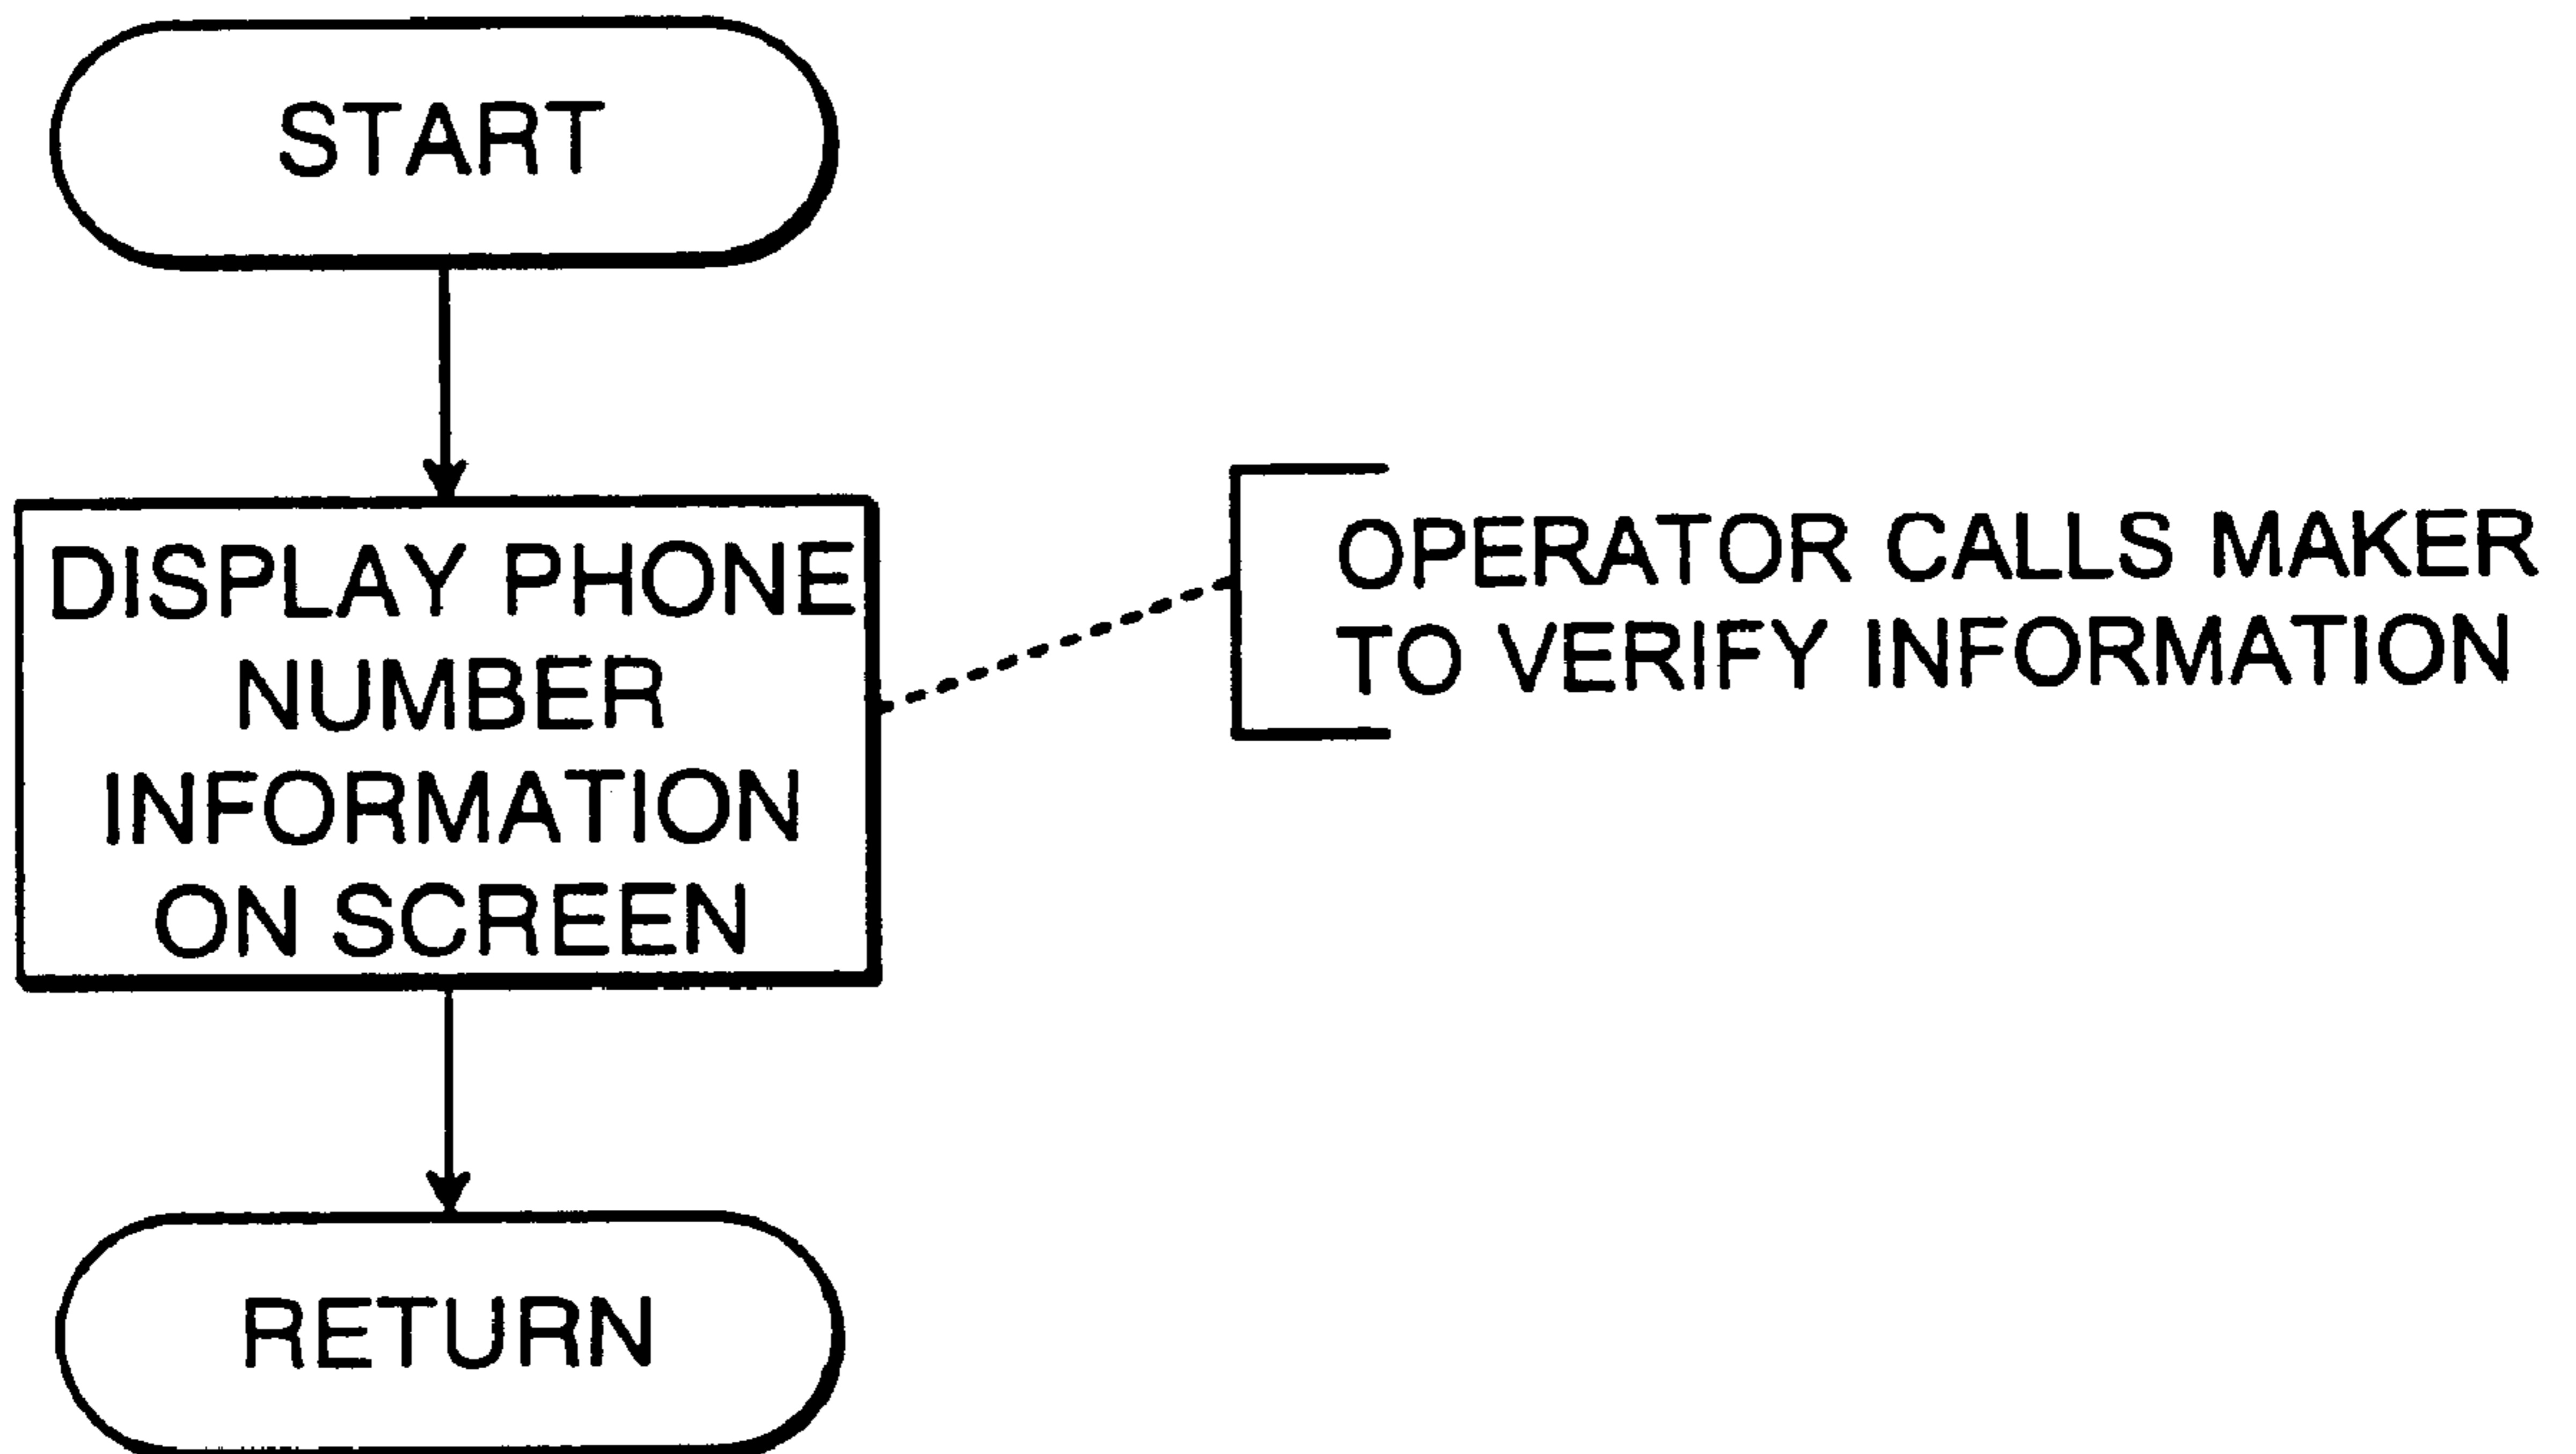 START
DISPLAY PHONE
NUMBER
INFORMATION
ON SCREEN
OPERATOR CALLS MAKER
TO VERIFY INFORMATION
RETURN